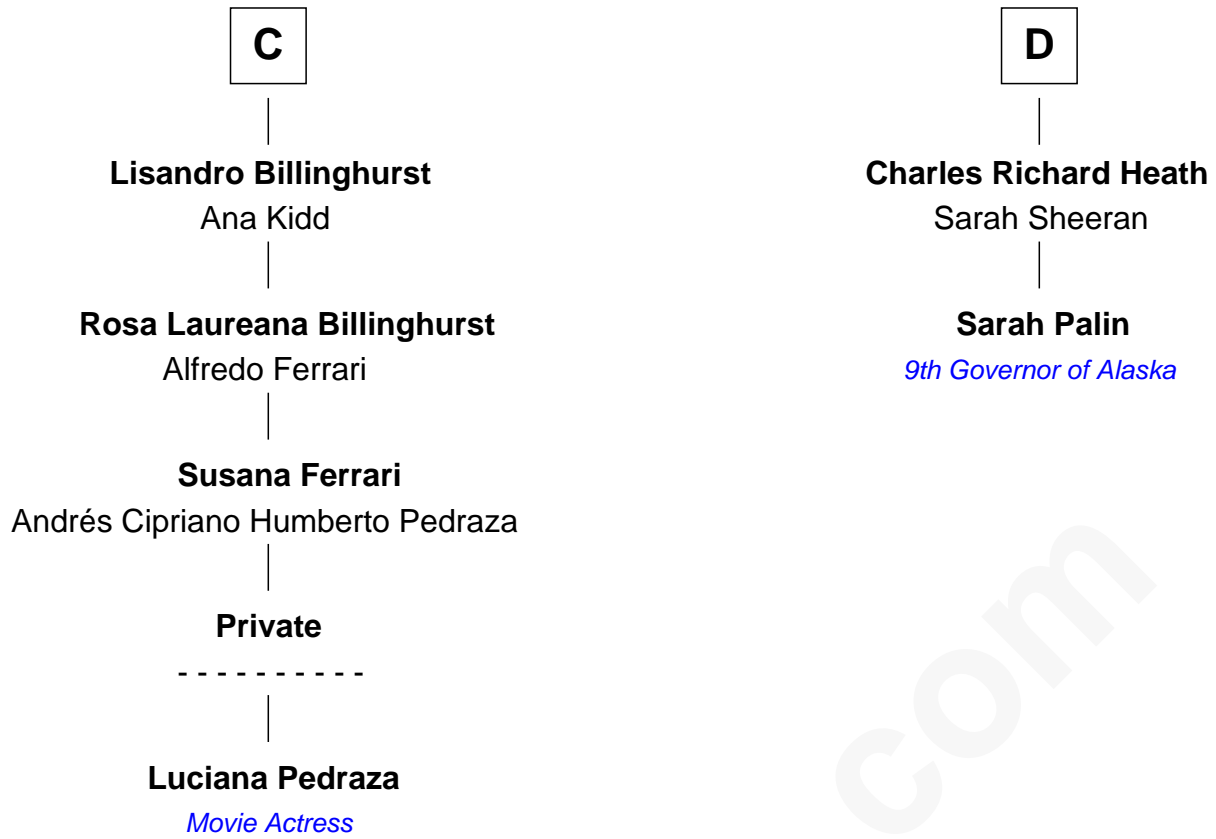 C
Lisandro Billinghurst
Ana Kidd
Rosa Laureana Billinghurst
Alfredo Ferrari
Susana Ferrari
Andrés Cipriano Humberto Pedraza
Private
- - - - - - - - - -
Luciana Pedraza
Movie Actress
D
Charles Richard Heath
Sarah Sheeran
Sarah Palin
9th Governor of Alaska
com